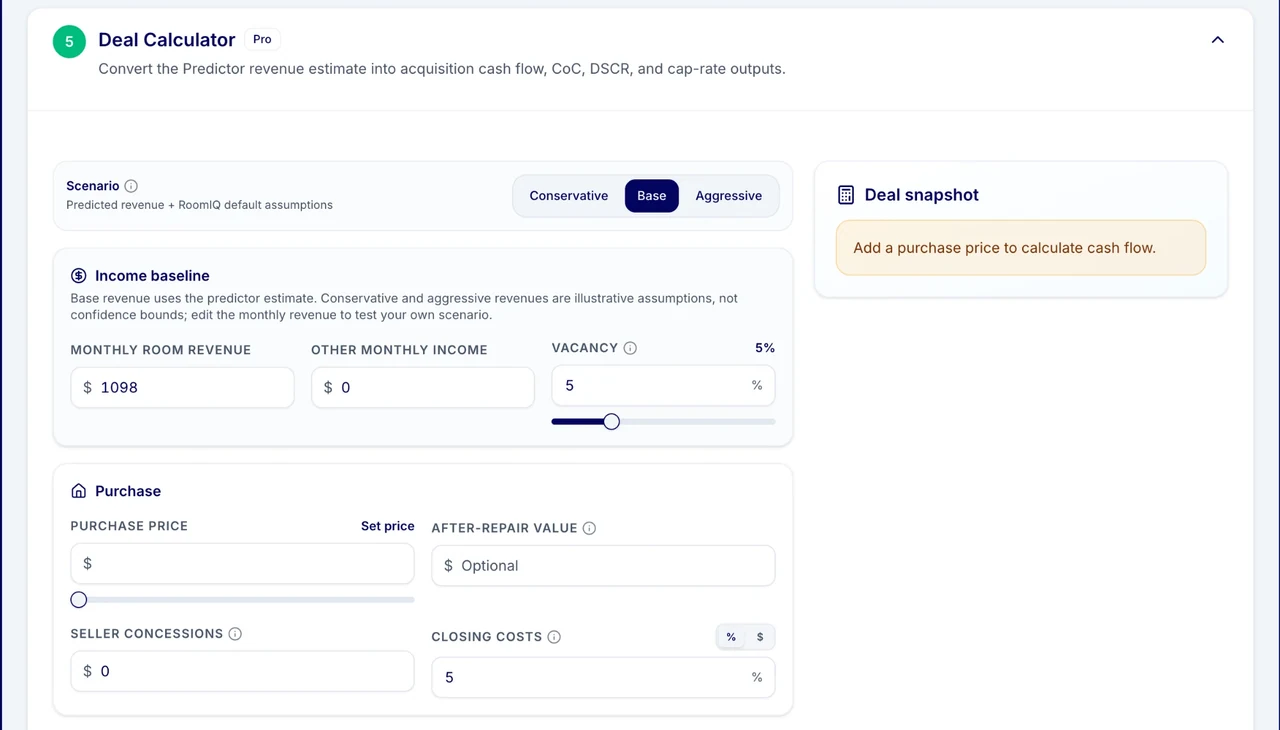 5
Deal Calculator Pro
Convert the Predictor revenue estimate into acquisition cash flow, CoC, DSCR, and cap-rate outputs.
Scenario
Predicted revenue + RoomIQ default assumptions
Conservative Base Aggressive
Income baseline
Base revenue uses the predictor estimate. Conservative and aggressive revenues are illustrative assumptions, not
confidence bounds; edit the monthly revenue to test your own scenario.
MONTHLY ROOM REVENUE
$ 1098
OTHER MONTHLY INCOME
$ 0
VACANCY 5%
5 %
Purchase
PURCHASE PRICE Set price
$
AFTER-REPAIR VALUE
$ Optional
SELLER CONCESSIONS
$ 0
CLOSING COSTS % $
5 %
Deal snapshot
Add a purchase price to calculate cash flow.